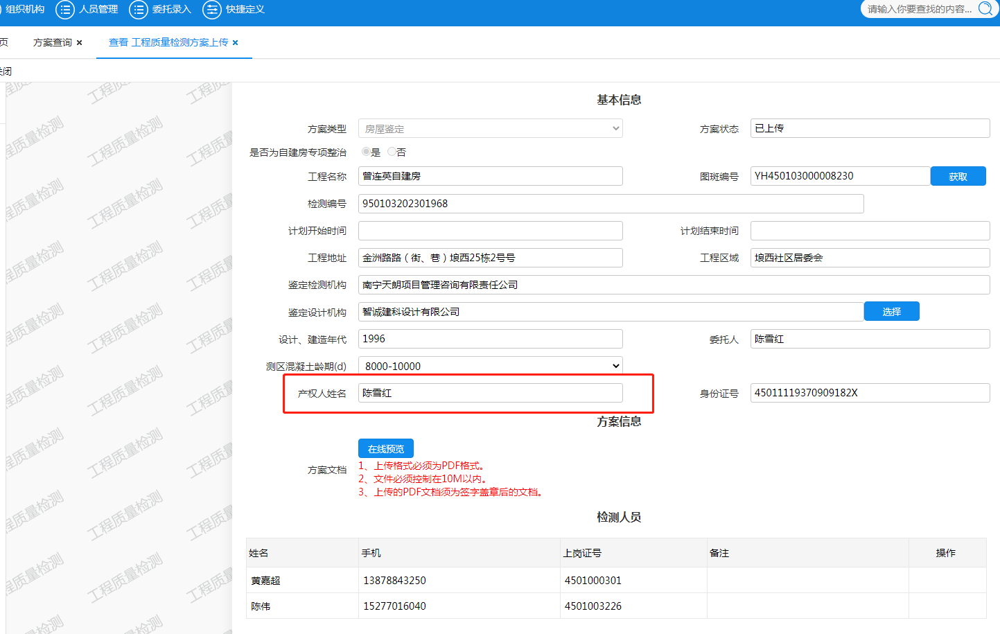 组织机构 人员管理 委托录入 快捷定义 请输入你要查找的内容...
页 方案查询 × 查看 工程质量检测方案上传 ×
关闭
基本信息
方案类型 房屋鉴定 方案状态 已上传
是否为自建房专项整治 是 否
工程名称 曾连英自建房 图斑编号 YH450103000008230 获取
检测编号 950103202301968
计划开始时间 计划结束时间
工程地址 金洲路路（街、巷）埌西25栋2号号 工程区域 埌西社区居委会
鉴定检测机构 南宁天朗项目管理咨询有限责任公司
鉴定设计机构 智诚建科设计有限公司 选择
设计、建造年代 1996 委托人 陈雪红
测区混凝土龄期(d) 8000-10000
产权人姓名 陈雪红 身份证号 45011119370909182X
方案信息
在线预览
方案文档 1、上传格式必须为PDF格式。
2、文件必须控制在10M以内。
3、上传的PDF文档须为签字盖章后的文档。
检测人员
姓名 手机 上岗证号 备注 操作
黄嘉超 13878843250 4501000301
陈伟 15277016040 4501003226
工程质量检测